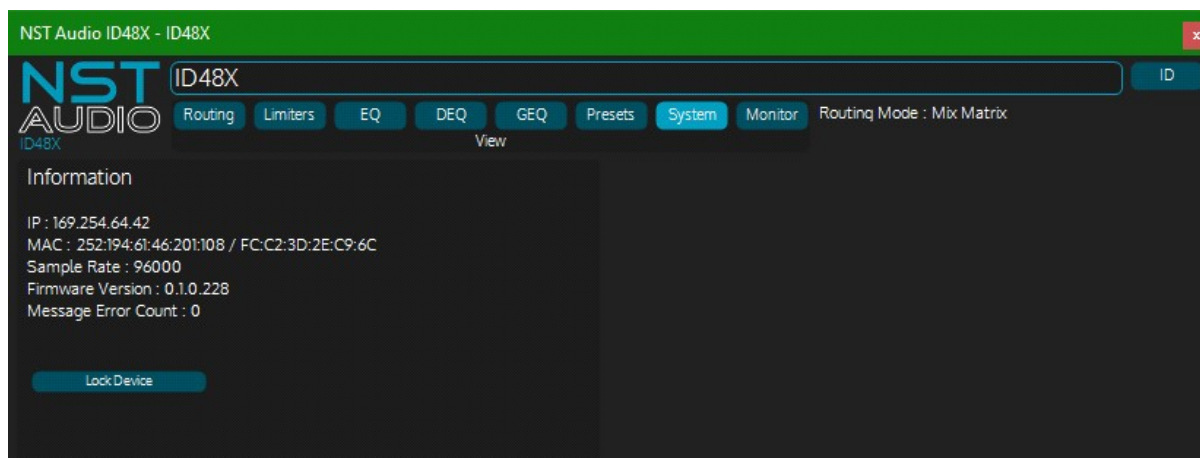 NST Audio ID48X - ID48X
x
NST
AUDIO
ID48X
ID48X
ID
Routing Limiters EQ DEQ GEQ Presets System Monitor Routing Mode : Mix Matrix
View
Information
IP : 169.254.64.42
MAC : 252:194:61:46:201:108 / FC:C2:3D:2E:C9:6C
Sample Rate : 96000
Firmware Version : 0.1.0.228
Message Error Count : 0
Lock Device